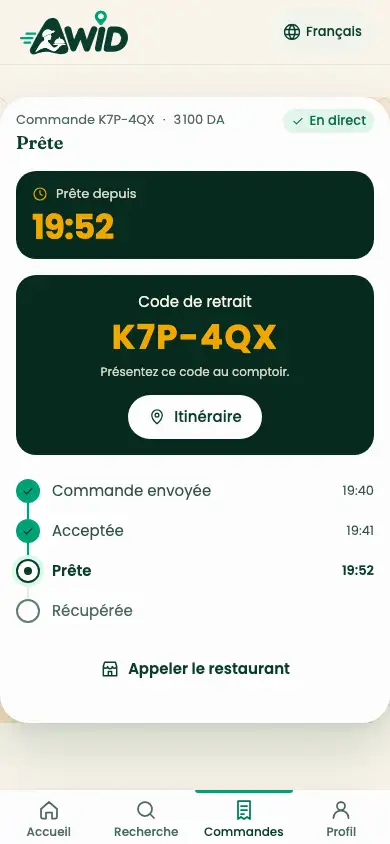 AWID
Français
Commande K7P-4QX · 3100 DA
En direct
Prête
Prête depuis
19:52
Code de retrait
K7P-4QX
Présentez ce code au comptoir.
Itinéraire
Commande envoyée 19:40
Acceptée 19:41
Prête 19:52
Récupérée
Appeler le restaurant
Accueil Recherche Commandes Profil